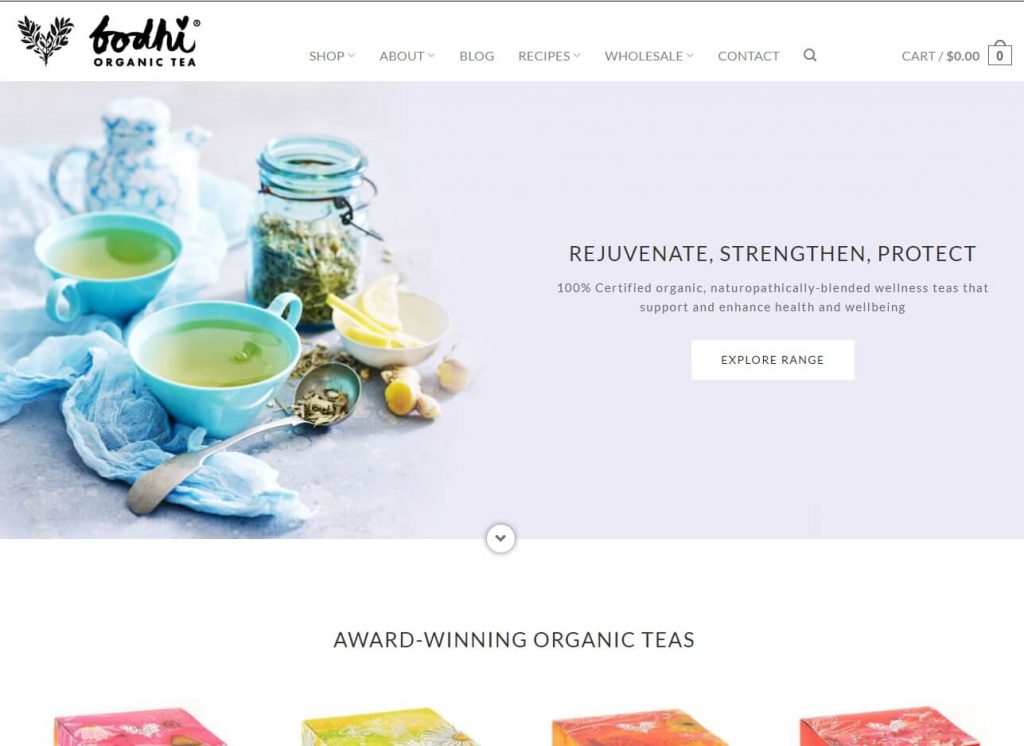 bodhi®
ORGANIC TEA
SHOP ABOUT BLOG RECIPES WHOLESALE CONTACT CART / $0.00 0
REJUVENATE, STRENGTHEN, PROTECT
100% Certified organic, naturopathically-blended wellness teas that
support and enhance health and wellbeing
EXPLORE RANGE
AWARD-WINNING ORGANIC TEAS